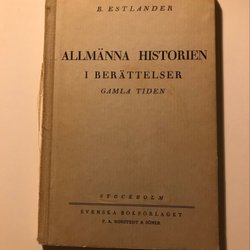 B. ESTLANDER
ALLMÄNNA HISTORIEN
I BERÄTTELSER
GAMLA TIDEN
STOCKHOLM
SVENSKA BOKFÖRLAGET
P. A. NORSTEDT & SÖNER